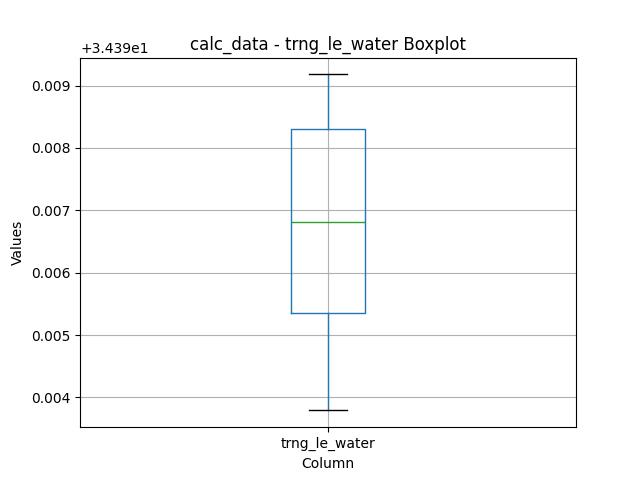 +3.439e1
calc_data - trng_le_water Boxplot
0.009
0.008
0.007
0.006
0.005
0.004
Values
trng_le_water
Column